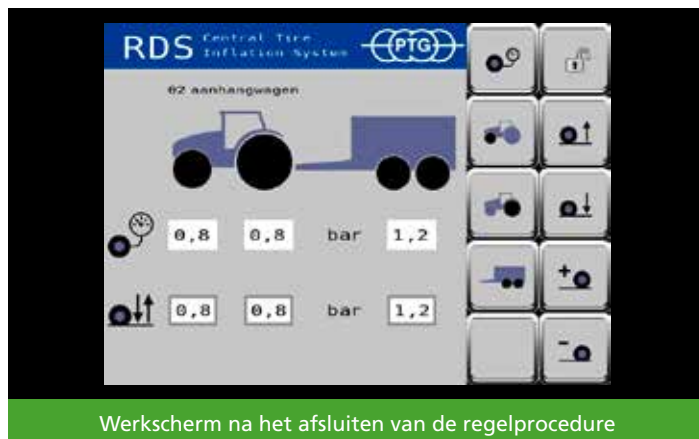 RDS Central Tire
Inflation System
PTG
02 aanhangwagen
0,8 0,8 bar 1,2
0,8 0,8 bar 1,2
+
-
Werkscherm na het afsluiten van de regelprocedure